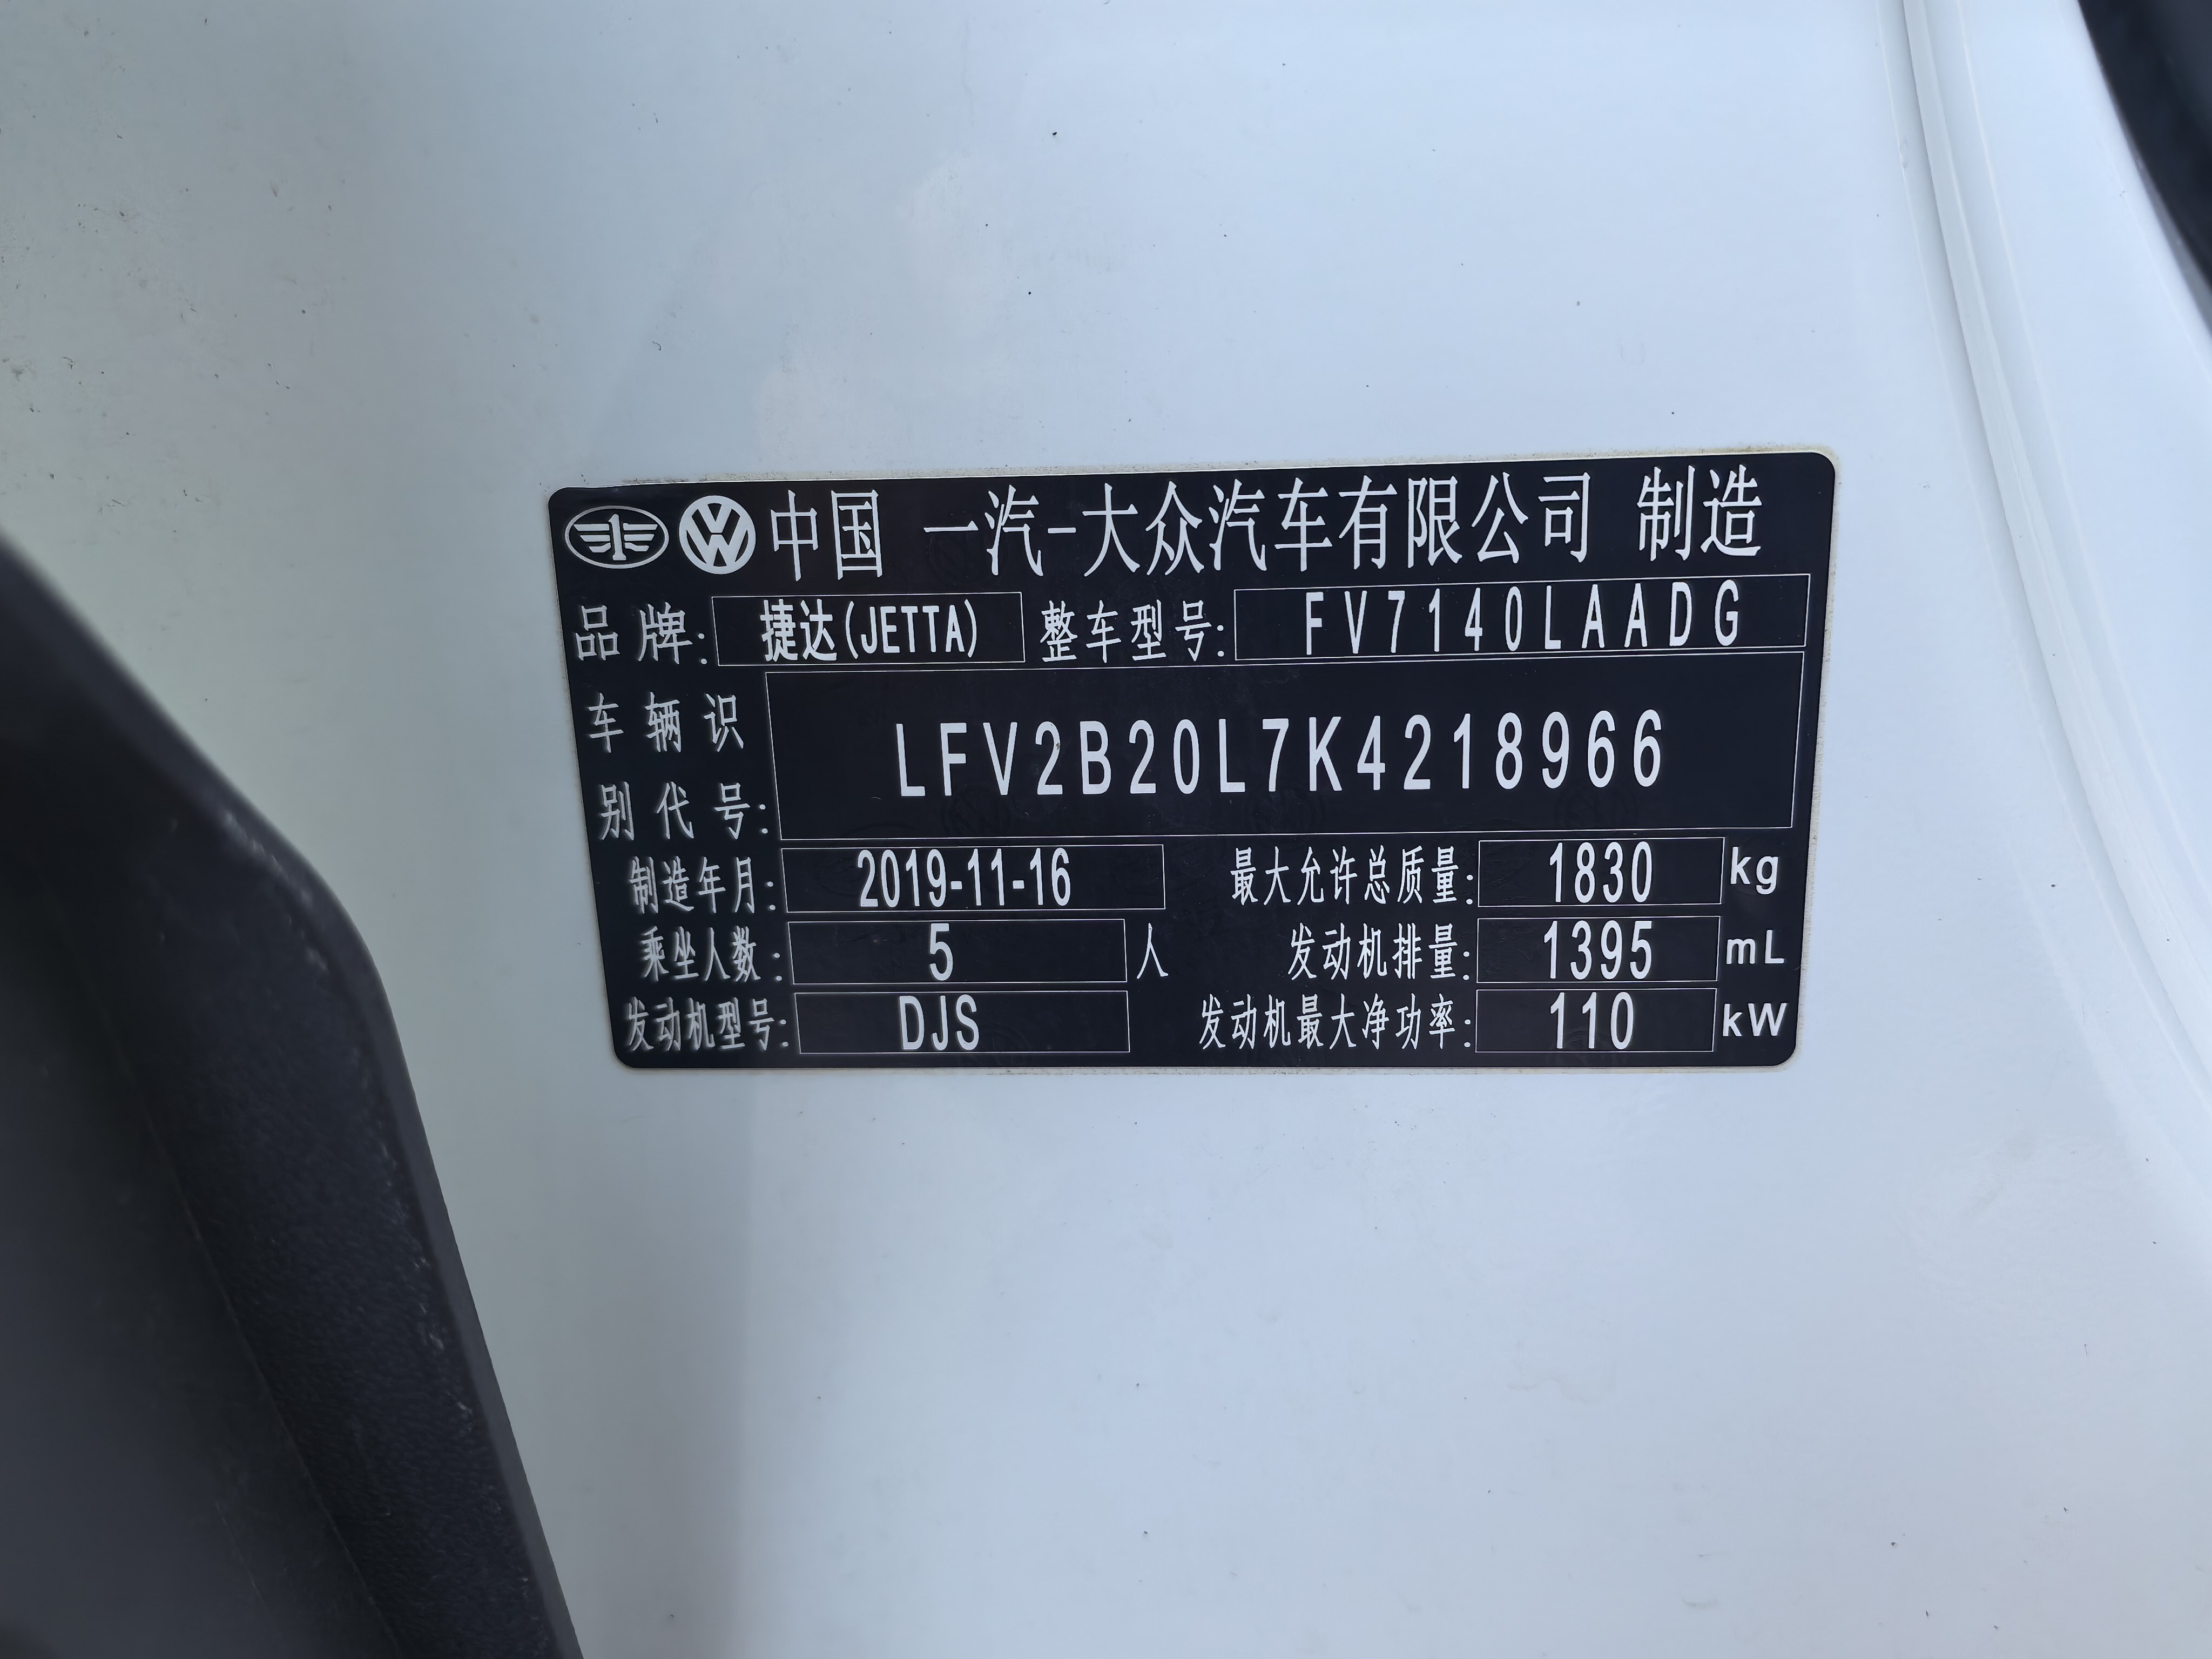 中国 一汽-大众汽车有限公司 制造
品牌: 捷达(JETTA) 整车型号: FV7140LAADG
车辆识别代号: LFV2B20L7K4218966
制造年月: 2019-11-16 最大允许总质量: 1830 kg
乘坐人数: 5 人 发动机排量: 1395 mL
发动机型号: DJS 发动机最大净功率: 110 kW